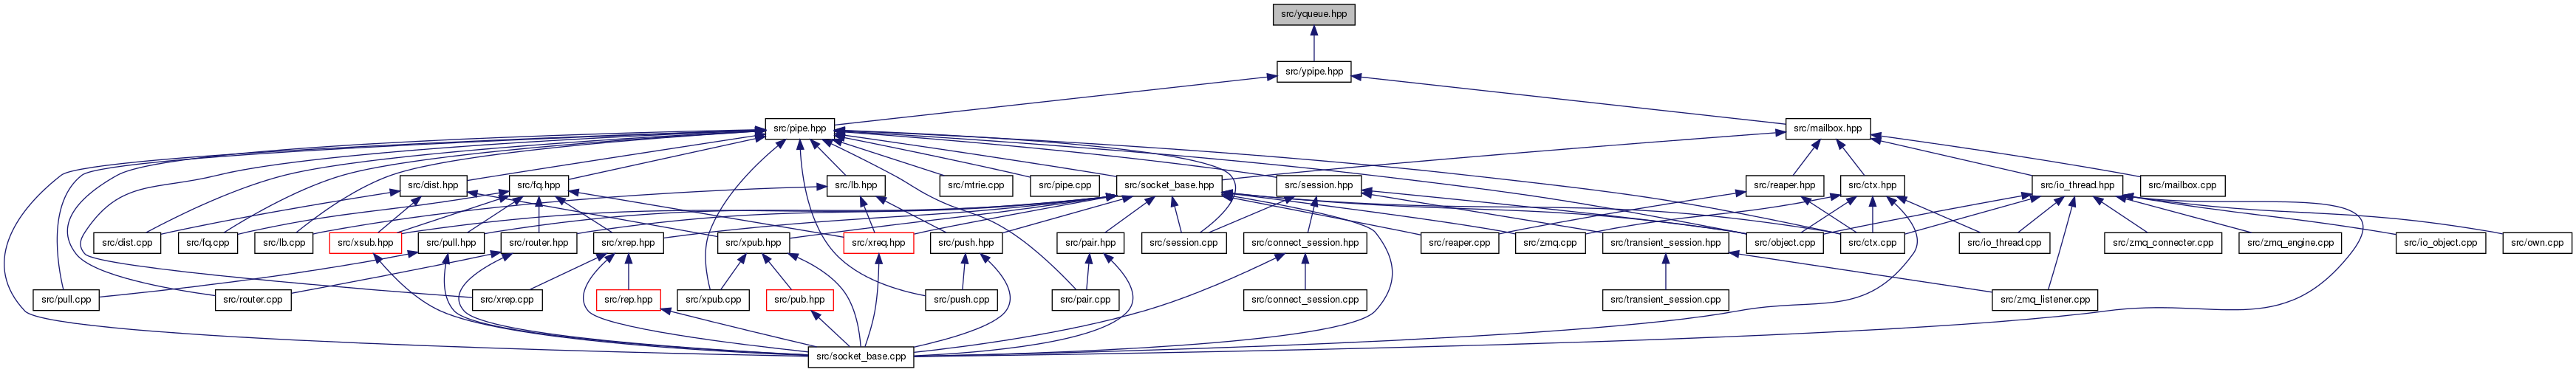 src/yqueue.hpp
src/ypipe.hpp
src/pipe.hpp
src/mailbox.hpp
src/dist.hpp
src/fq.hpp
src/lb.hpp
src/mtrie.cpp
src/pipe.cpp
src/socket_base.hpp
src/session.hpp
src/reaper.hpp
src/ctx.hpp
src/io_thread.hpp
src/mailbox.cpp
src/dist.cpp
src/fq.cpp
src/lb.cpp
src/xsub.hpp
src/pull.hpp
src/router.hpp
src/xrep.hpp
src/xpub.hpp
src/xreq.hpp
src/push.hpp
src/pair.hpp
src/session.cpp
src/connect_session.hpp
src/reaper.cpp
src/zmq.cpp
src/transient_session.hpp
src/object.cpp
src/ctx.cpp
src/io_thread.cpp
src/zmq_connecter.cpp
src/zmq_engine.cpp
src/io_object.cpp
src/own.cpp
src/pull.cpp
src/router.cpp
src/xrep.cpp
src/rep.hpp
src/xpub.cpp
src/pub.hpp
src/push.cpp
src/pair.cpp
src/connect_session.cpp
src/transient_session.cpp
src/zmq_listener.cpp
src/socket_base.cpp